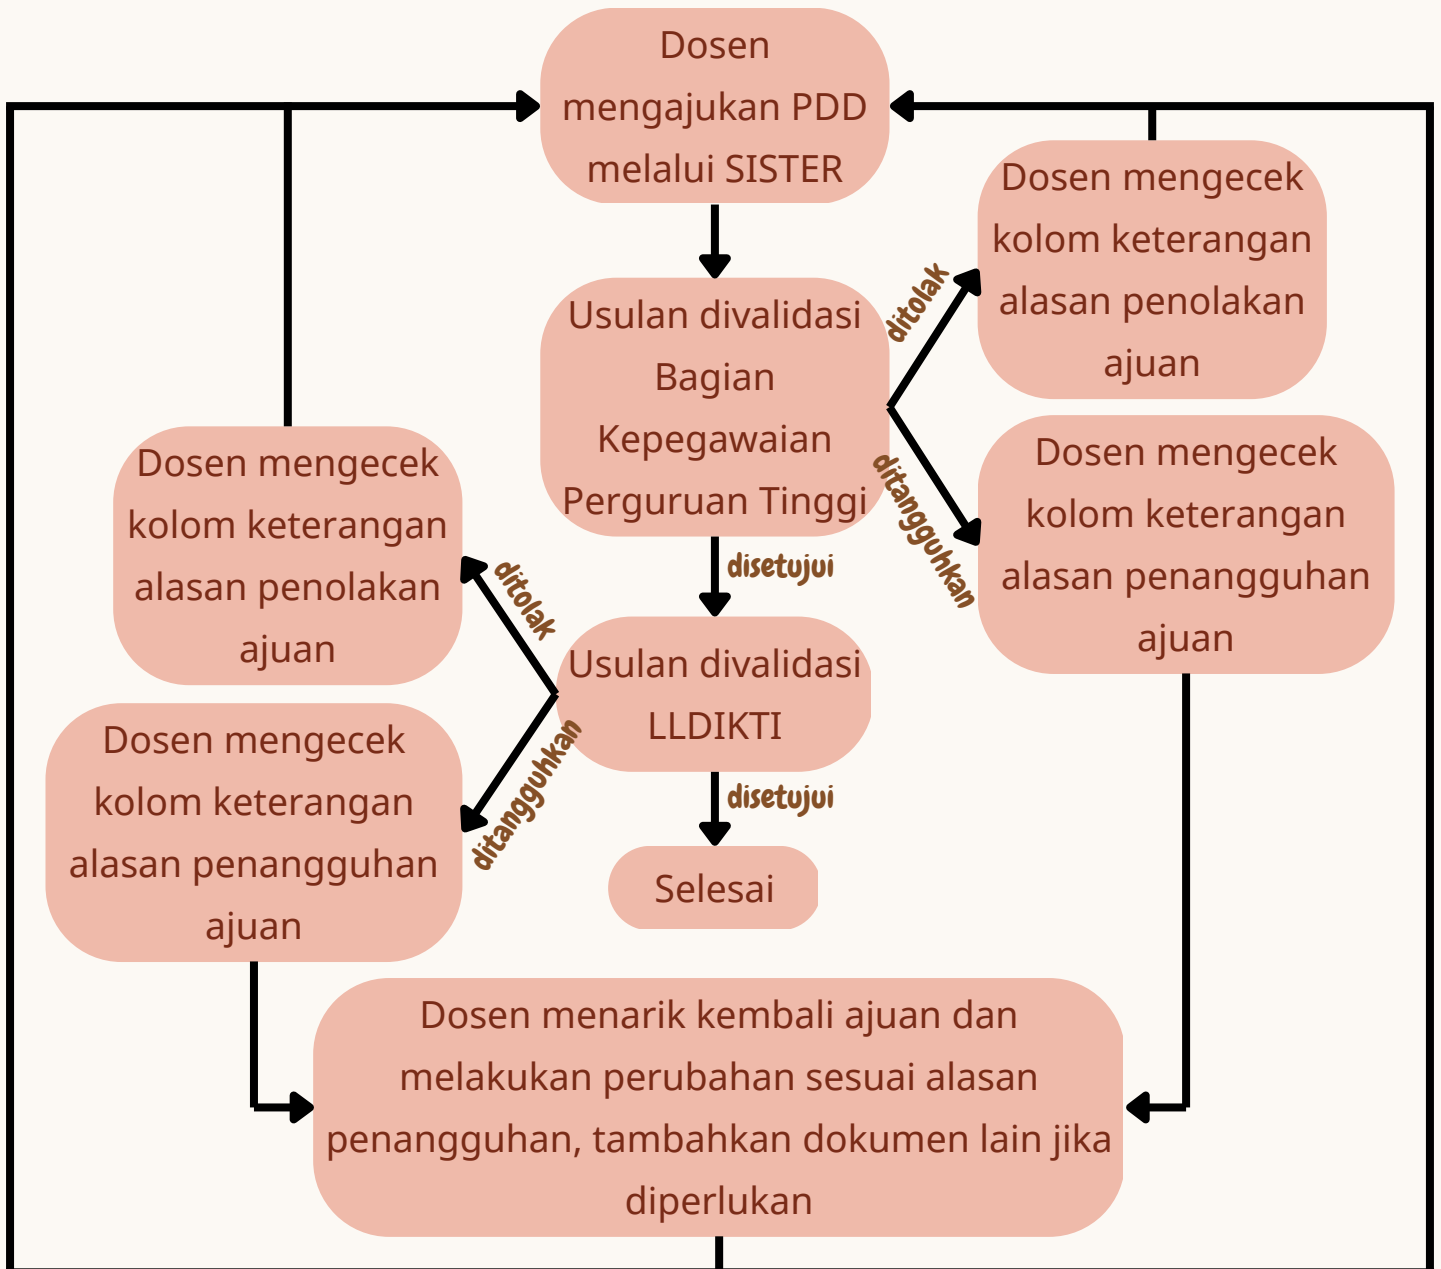 Dosen
mengajukan PDD
melalui SISTER
Dosen mengecek
kolom keterangan
alasan penolakan
ajuan
ditolak
Usulan divalidasi
Bagian
Kepegawaian
Perguruan Tinggi
ditangguhkan
Dosen mengecek
kolom keterangan
alasan penangguhan
ajuan
disetujui
Dosen mengecek
kolom keterangan
alasan penolakan
ajuan
ditolak
Usulan divalidasi
LLDIKTI
ditangguhkan
Dosen mengecek
kolom keterangan
alasan penangguhan
ajuan
disetujui
Selesai
Dosen menarik kembali ajuan dan
melakukan perubahan sesuai alasan
penangguhan, tambahkan dokumen lain jika
diperlukan